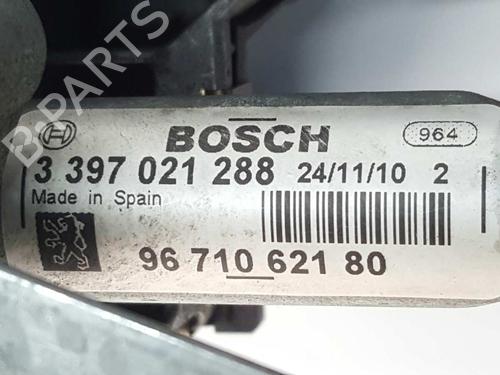 B-PARTS
BOSCH 964
3 397 021 288 24/11/10 2
Made in Spain
96 710 621 80